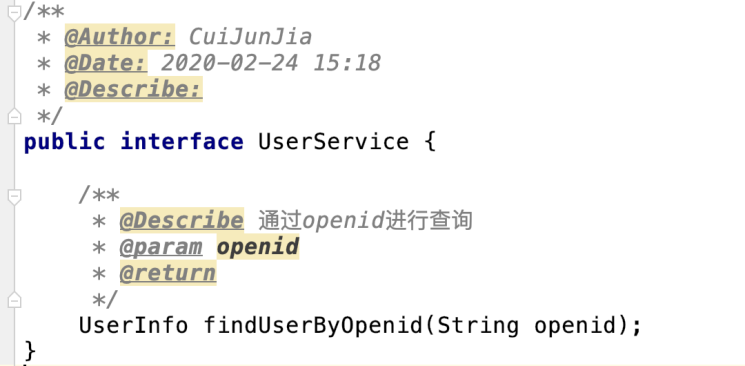 /**
 * @Author: CuiJunJia
 * @Date: 2020-02-24 15:18
 * @Describe:
 */
public interface UserService {
    /**
     * @Describe 通过openid进行查询
     * @param openid
     * @return
     */
    UserInfo findUserByOpenid(String openid);
}